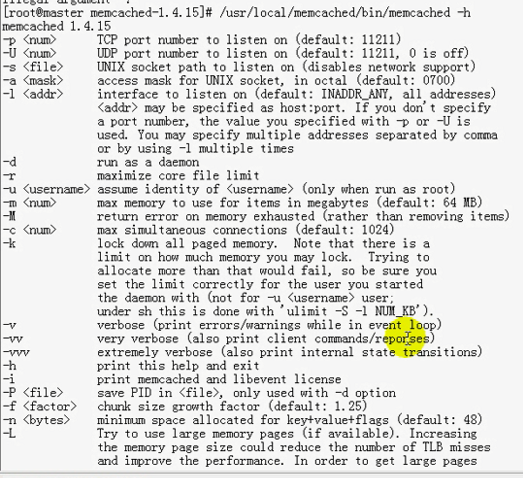 [root@master memcached-1.4.15]# /usr/local/memcached/bin/memcached -h
memcached 1.4.15
-p <num>      TCP port number to listen on (default: 11211)
-U <num>      UDP port number to listen on (default: 11211, 0 is off)
-s <file>     UNIX socket path to listen on (disables network support)
-a <mask>     access mask for UNIX socket, in octal (default: 0700)
-l <addr>     interface to listen on (default: INADDR_ANY, all addresses)
              <addr> may be specified as host:port. If you don't specify
              a port number, the value you specified with -p or -U is
              used. You may specify multiple addresses separated by comma
              or by using -l multiple times
-d            run as a daemon
-r            maximize core file limit
-u <username> assume identity of <username> (only when run as root)
-m <num>      max memory to use for items in megabytes (default: 64 MB)
-M            return error on memory exhausted (rather than removing items)
-c <num>      max simultaneous connections (default: 1024)
-k            lock down all paged memory.  Note that there is a
              limit on how much memory you may lock.  Trying to
              allocate more than that would fail, so be sure you
              set the limit correctly for the user you started
              the daemon with (not for -u <username> user;
              under sh this is done with 'ulimit -S -l NUM_KB').
-v            verbose (print errors/warnings while in event loop)
-vv           very verbose (also print client commands/reponses)
-vvv          extremely verbose (also print internal state transitions)
-h            print this help and exit
-i            print memcached and libevent license
-P <file>     save PID in <file>, only used with -d option
-f <factor>   chunk size growth factor (default: 1.25)
-n <bytes>    minimum space allocated for key+value+flags (default: 48)
-L            Try to use large memory pages (if available). Increasing
              the memory page size could reduce the number of TLB misses
              and improve the performance. In order to get large pages